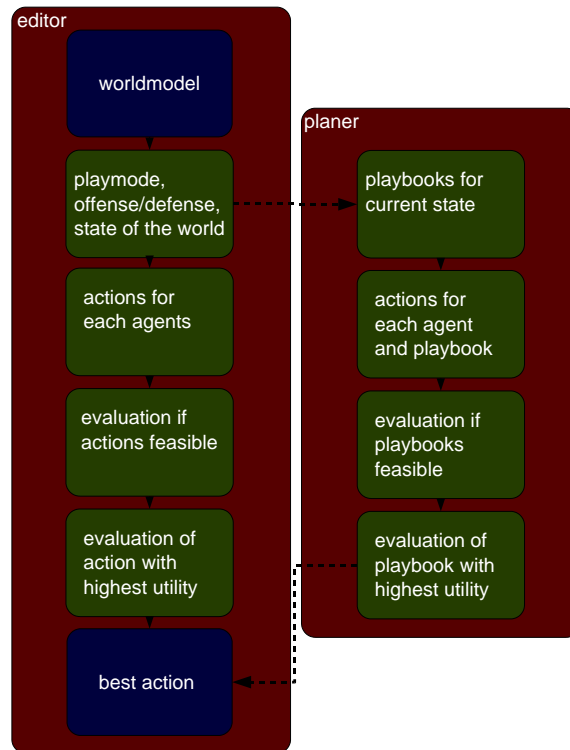 editor
worldmodel
playmode,
offense/defense,
state of the world
actions for
each agents
evaluation if
actions feasible
evaluation of
action with
highest utility
best action
planer
playbooks for
current state
actions for
each agent
and playbook
evaluation if
playbooks
feasible
evaluation of
playbook with
highest utility